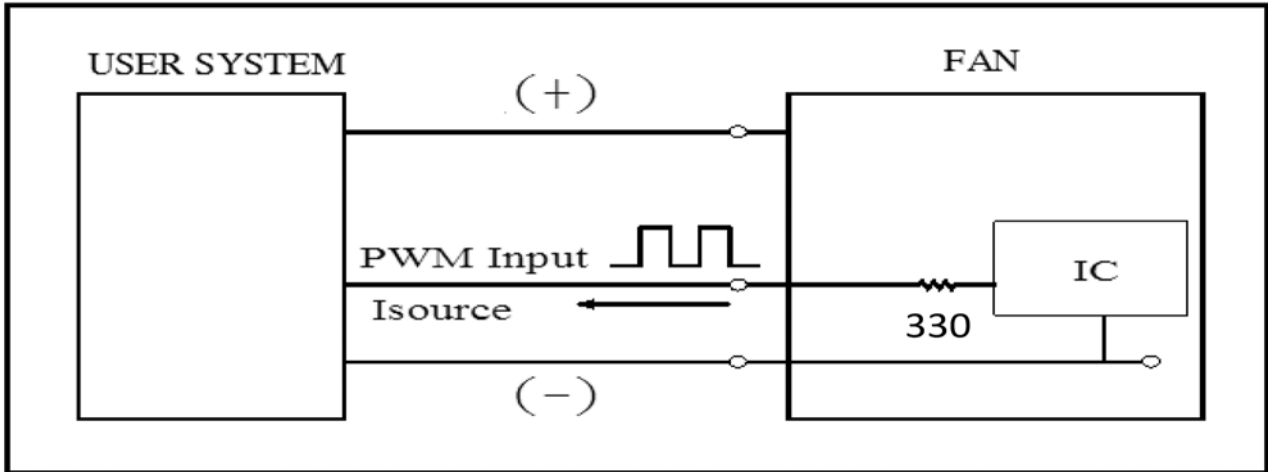 USER SYSTEM
FAN
(+)
PWM Input
IC
Isource
330
(-)